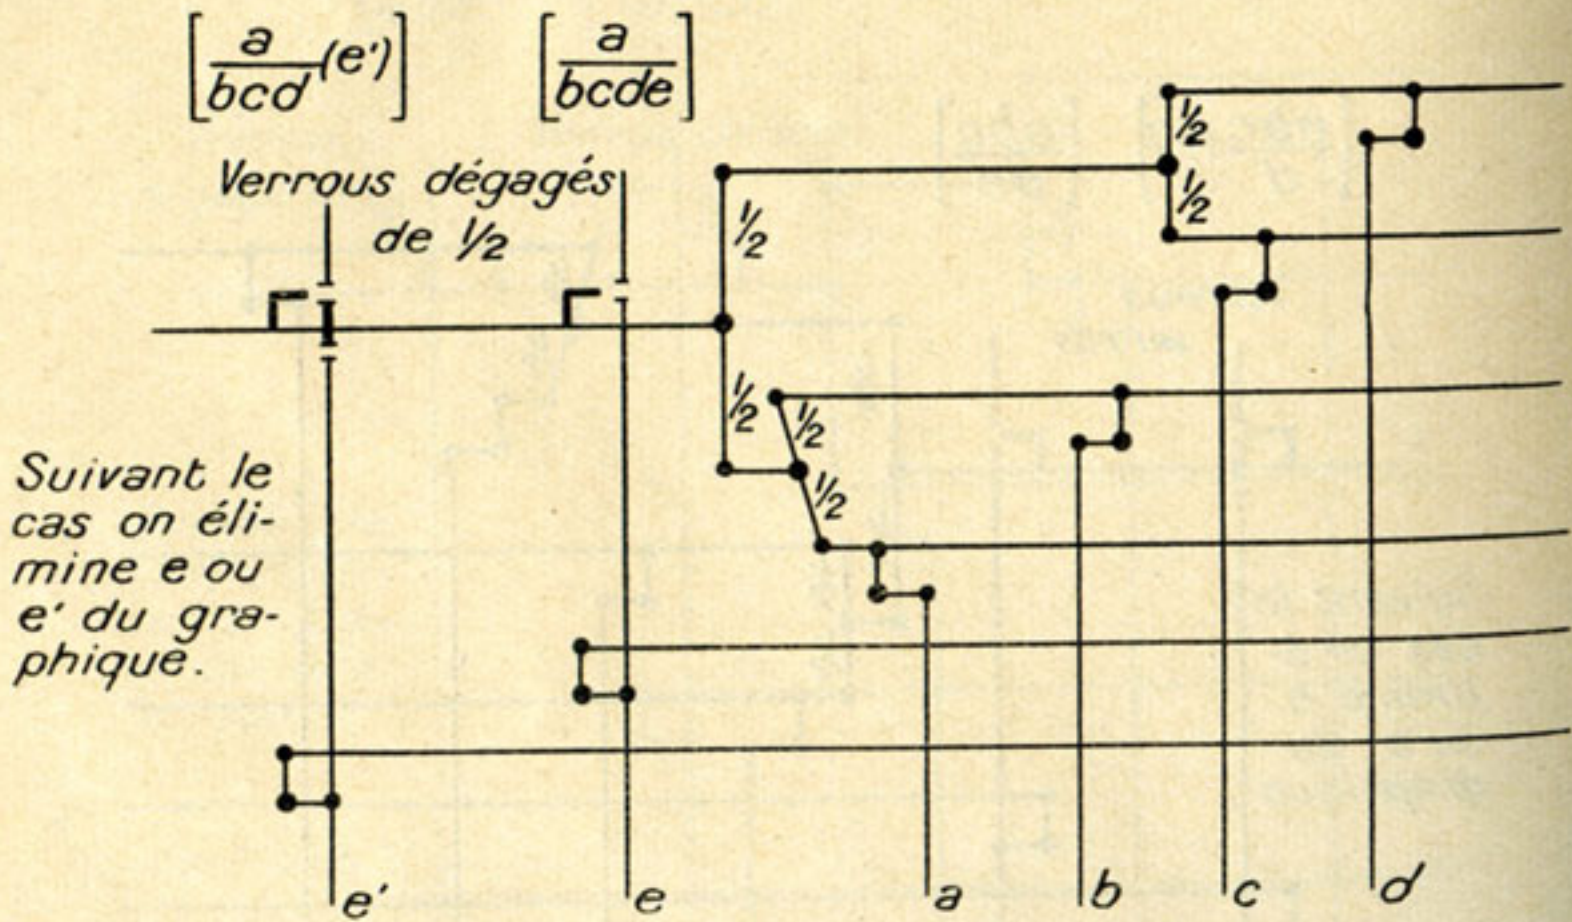 [a/bcd (e')]
[a/bcde]
Verrous dégagés
de 1/2
1/2
1/2
1/2
1/2
1/2
1/2
Suivant le
cas on éli-
mine e ou
e' du gra-
phique.
e' e a b c d